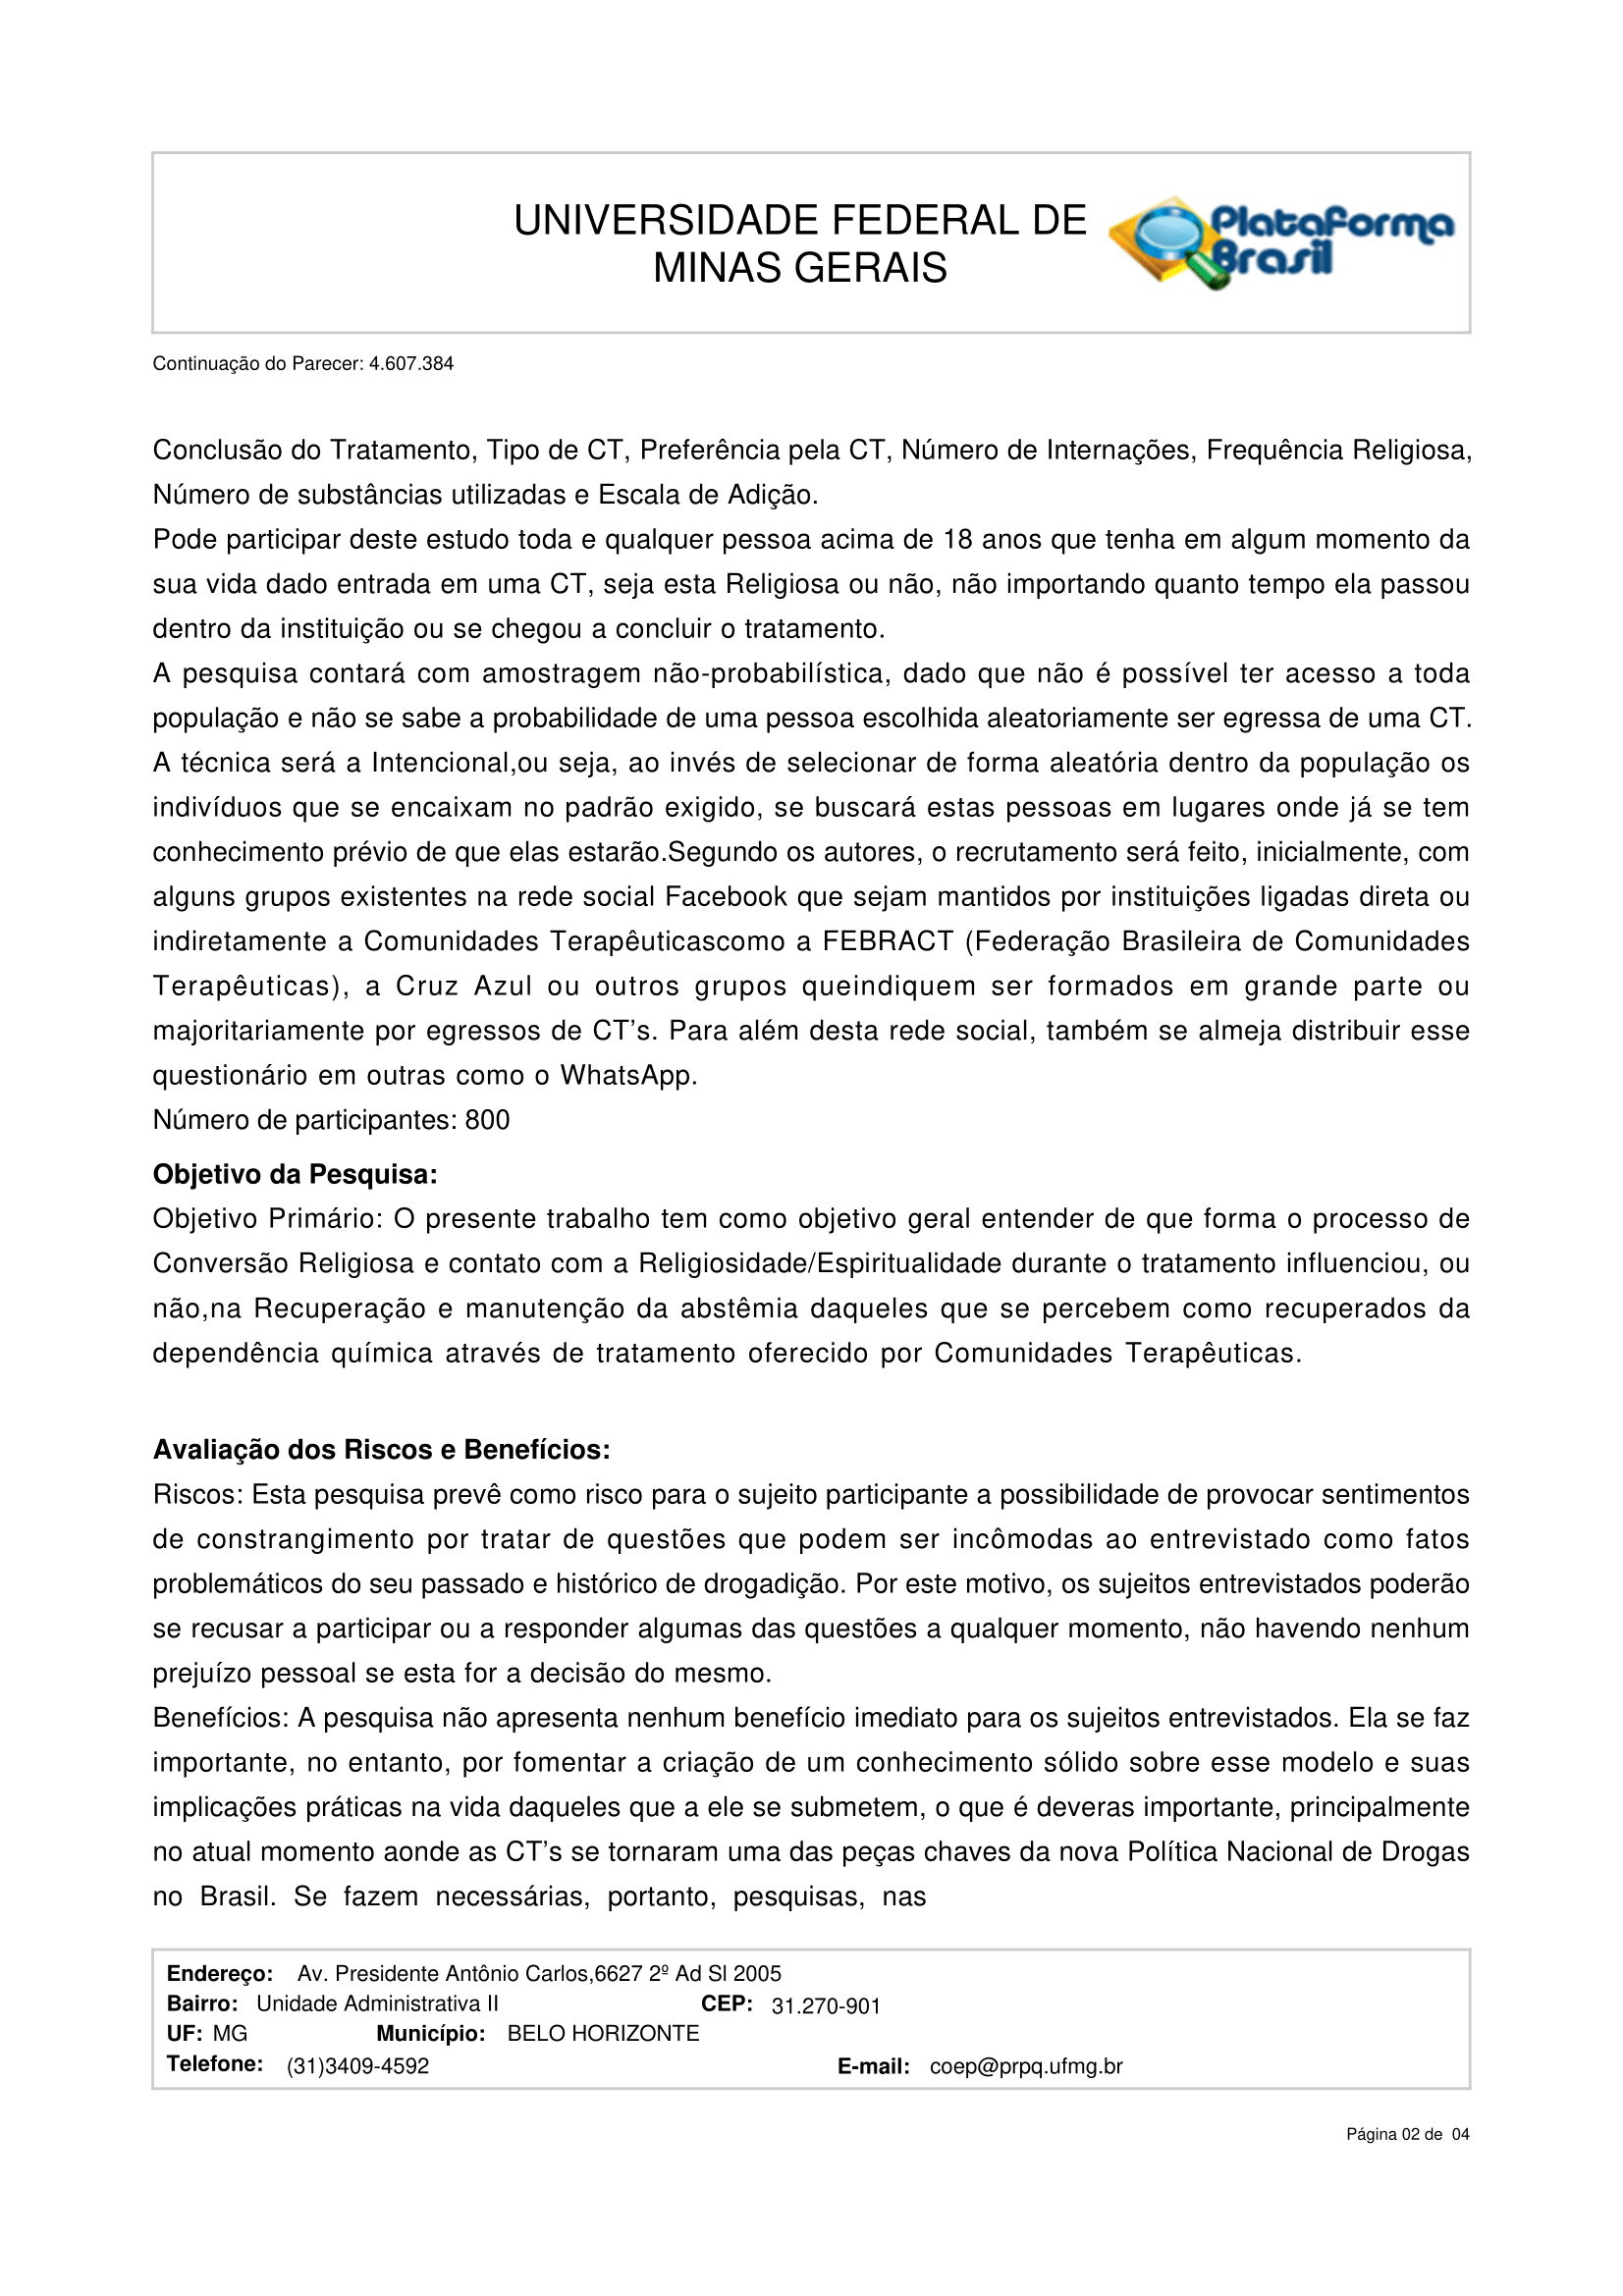 UNIVERSIDADE FEDERAL DE
MINAS GERAIS
Plataforma
Brasil
Continuação do Parecer: 4.607.384
Conclusão do Tratamento, Tipo de CT, Preferência pela CT, Número de Internações, Frequência Religiosa,
Número de substâncias utilizadas e Escala de Adição.
Pode participar deste estudo toda e qualquer pessoa acima de 18 anos que tenha em algum momento da
sua vida dado entrada em uma CT, seja esta Religiosa ou não, não importando quanto tempo ela passou
dentro da instituição ou se chegou a concluir o tratamento.
A pesquisa contará com amostragem não-probabilística, dado que não é possível ter acesso a toda
população e não se sabe a probabilidade de uma pessoa escolhida aleatoriamente ser egressa de uma CT.
A técnica será a Intencional,ou seja, ao invés de selecionar de forma aleatória dentro da população os
indivíduos que se encaixam no padrão exigido, se buscará estas pessoas em lugares onde já se tem
conhecimento prévio de que elas estarão.Segundo os autores, o recrutamento será feito, inicialmente, com
alguns grupos existentes na rede social Facebook que sejam mantidos por instituições ligadas direta ou
indiretamente a Comunidades Terapêuticascomo a FEBRACT (Federação Brasileira de Comunidades
Terapêuticas), a Cruz Azul ou outros grupos queindiquem ser formados em grande parte ou
majoritariamente por egressos de CT’s. Para além desta rede social, também se almeja distribuir esse
questionário em outras como o WhatsApp.
Número de participantes: 800
Objetivo da Pesquisa:
Objetivo Primário: O presente trabalho tem como objetivo geral entender de que forma o processo de
Conversão Religiosa e contato com a Religiosidade/Espiritualidade durante o tratamento influenciou, ou
não,na Recuperação e manutenção da abstêmia daqueles que se percebem como recuperados da
dependência química através de tratamento oferecido por Comunidades Terapêuticas.
Avaliação dos Riscos e Benefícios:
Riscos: Esta pesquisa prevê como risco para o sujeito participante a possibilidade de provocar sentimentos
de constrangimento por tratar de questões que podem ser incômodas ao entrevistado como fatos
problemáticos do seu passado e histórico de drogadição. Por este motivo, os sujeitos entrevistados poderão
se recusar a participar ou a responder algumas das questões a qualquer momento, não havendo nenhum
prejuízo pessoal se esta for a decisão do mesmo.
Benefícios: A pesquisa não apresenta nenhum benefício imediato para os sujeitos entrevistados. Ela se faz
importante, no entanto, por fomentar a criação de um conhecimento sólido sobre esse modelo e suas
implicações práticas na vida daqueles que a ele se submetem, o que é deveras importante, principalmente
no atual momento aonde as CT’s se tornaram uma das peças chaves da nova Política Nacional de Drogas
no Brasil. Se fazem necessárias, portanto, pesquisas, nas
Endereço: Av. Presidente Antônio Carlos,6627 2º Ad Sl 2005
Bairro: Unidade Administrativa II CEP: 31.270-901
UF: MG Município: BELO HORIZONTE
Telefone: (31)3409-4592 E-mail: coep@prpq.ufmg.br
Página 02 de 04